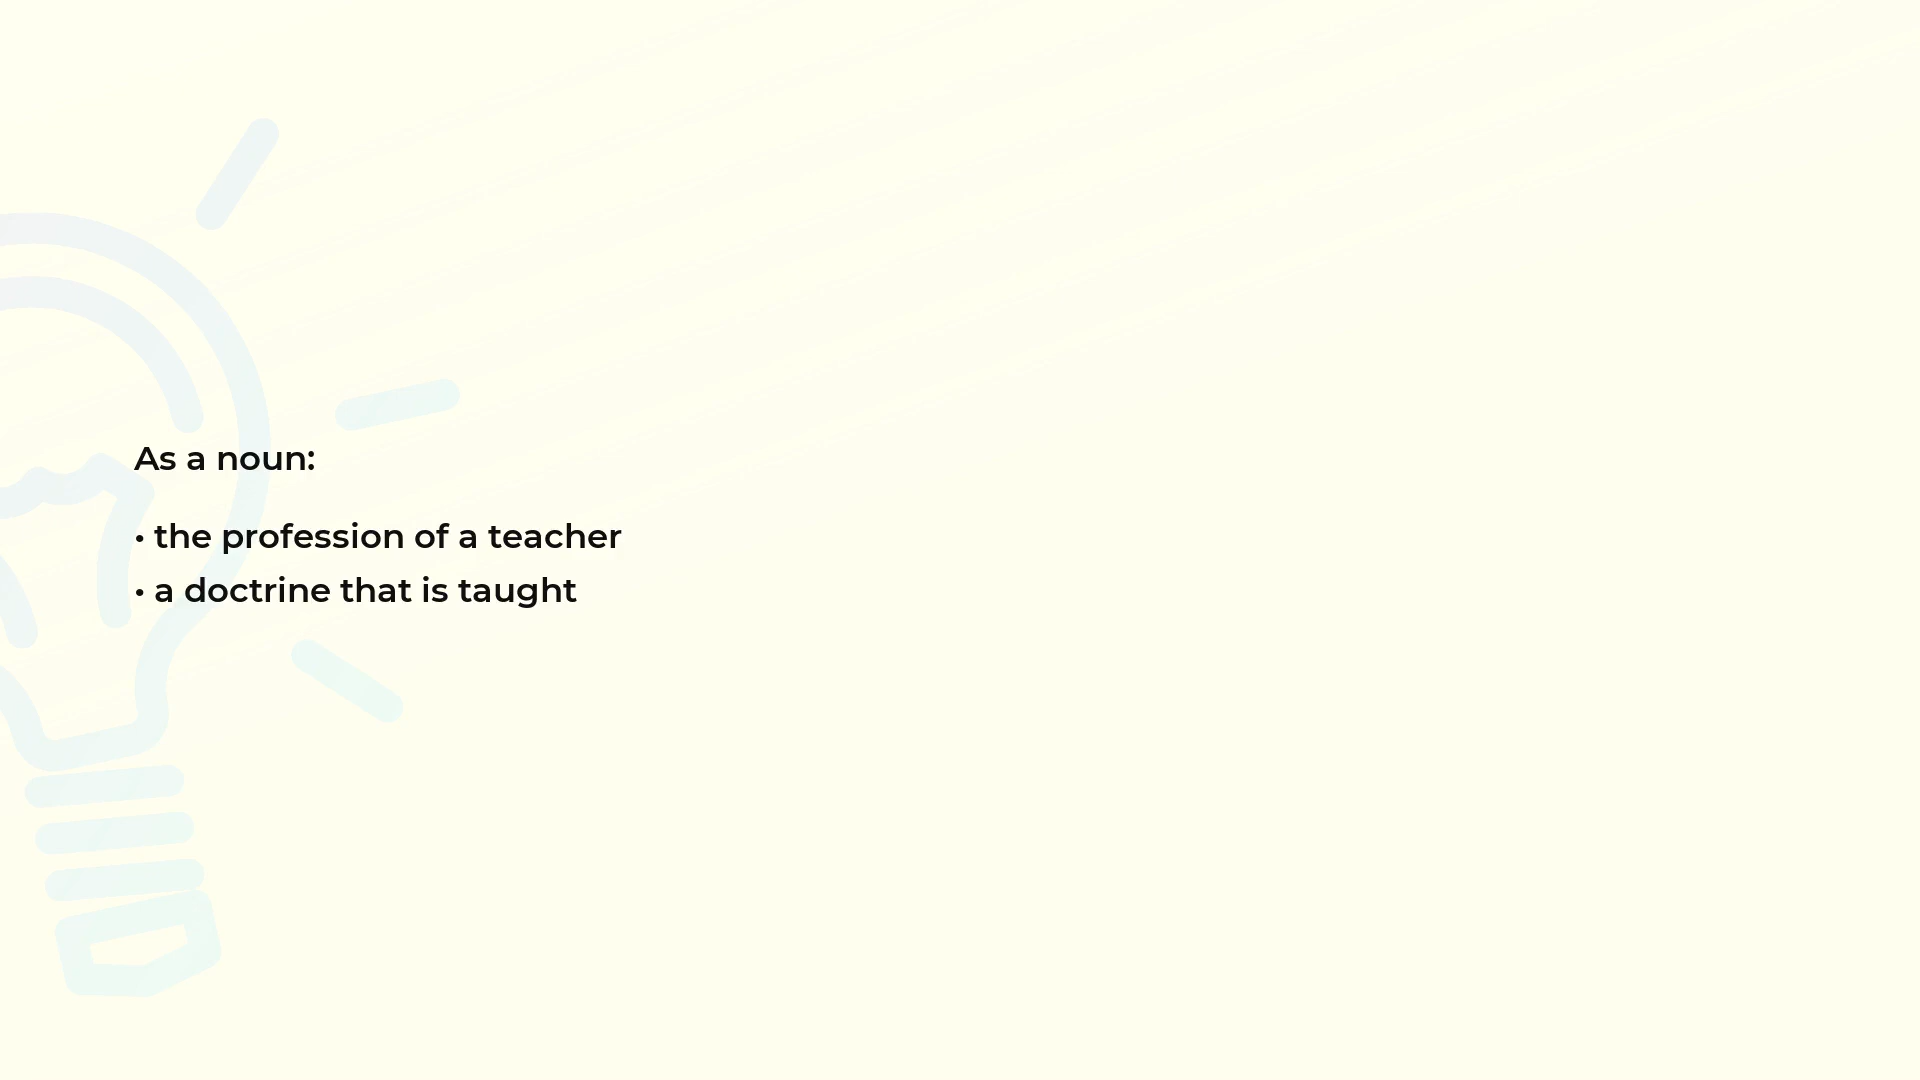 As a noun:
• the profession of a teacher
• a doctrine that is taught